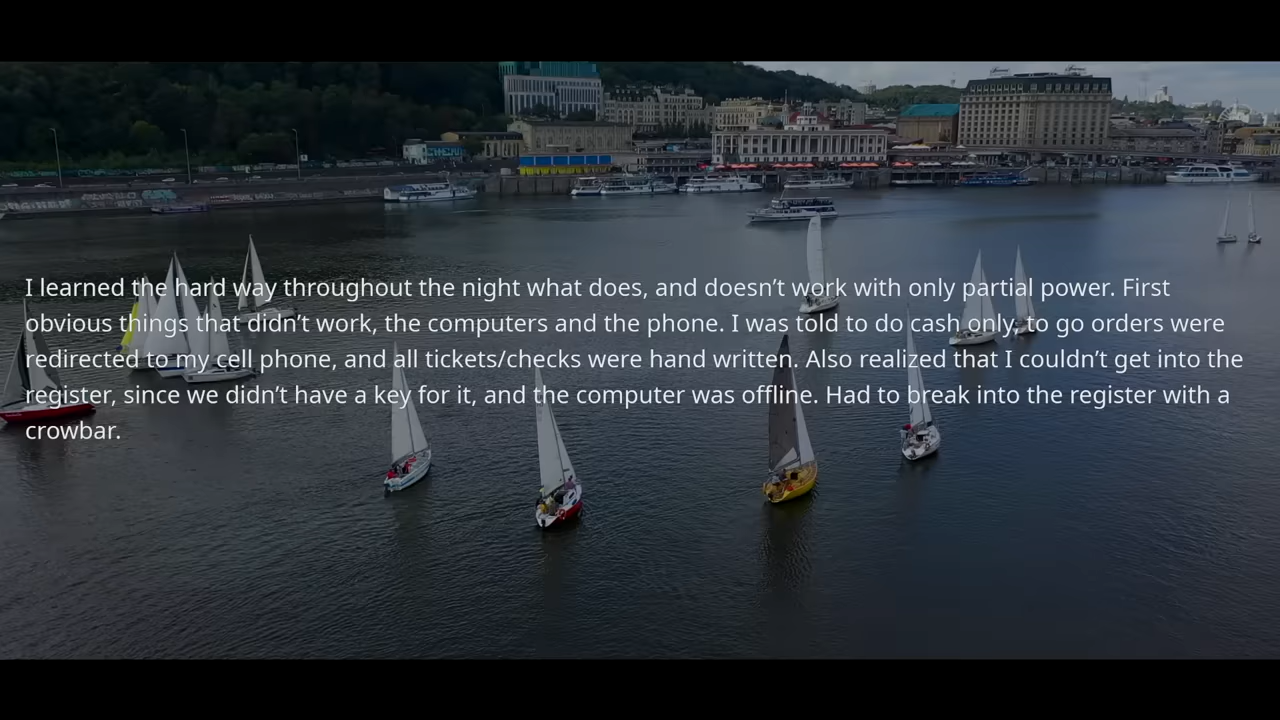 I learned the hard way throughout the night what does, and doesn’t work with only partial power. First
obvious things that didn’t work, the computers and the phone. I was told to do cash only, to go orders were
redirected to my cell phone, and all tickets/checks were hand written. Also realized that I couldn’t get into the
register, since we didn’t have a key for it, and the computer was offline. Had to break into the register with a
crowbar.